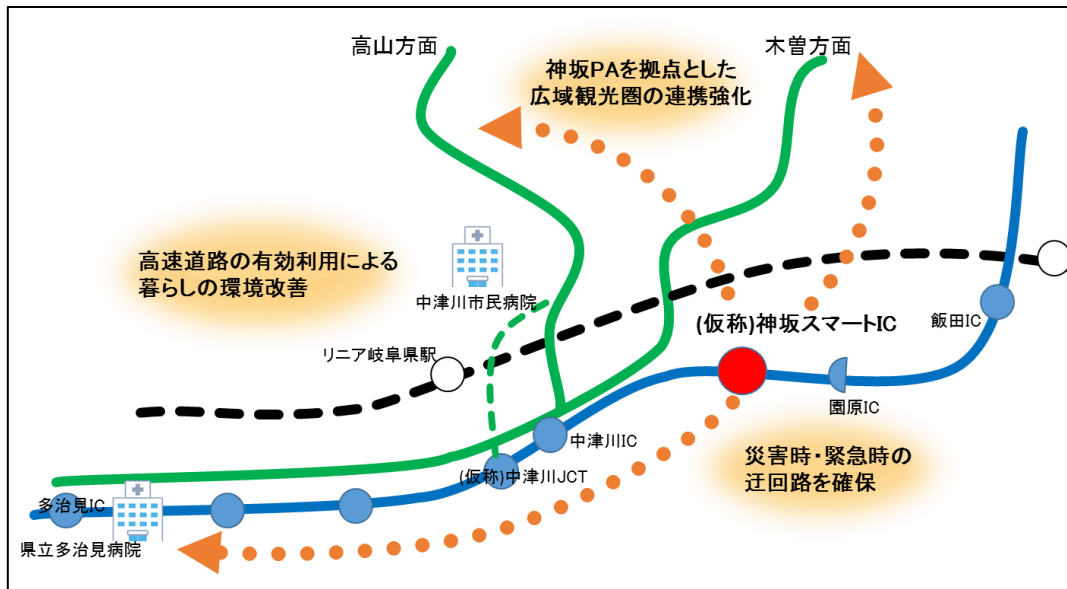 高山方面
木曽方面
神坂PAを拠点とした
広域観光圏の連携強化
高速道路の有効利用による
暮らしの環境改善
中津川市民病院
(仮称)神坂スマートIC
飯田IC
リニア岐阜県駅
園原IC
中津川IC
(仮称)中津川JCT
災害時・緊急時の
迂回路を確保
多治見IC
県立多治見病院